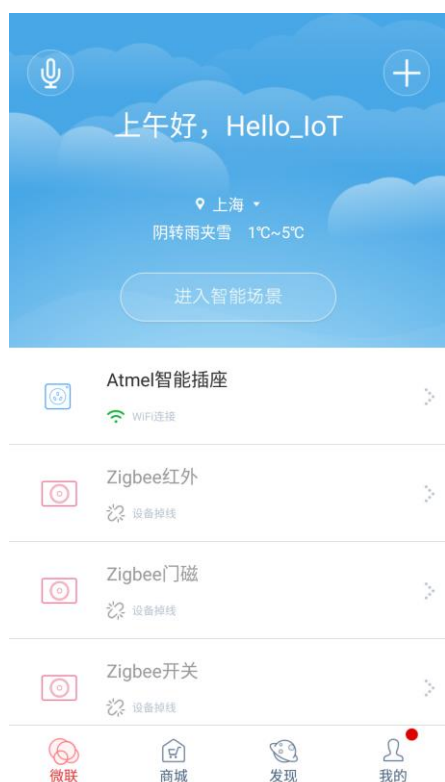 上午好，Hello_IoT
上海
阴转雨夹雪 1℃~5℃
进入智能场景
Atmel智能插座
WiFi连接
Zigbee红外
设备掉线
Zigbee门磁
设备掉线
Zigbee开关
设备掉线
微联 商城 发现 我的